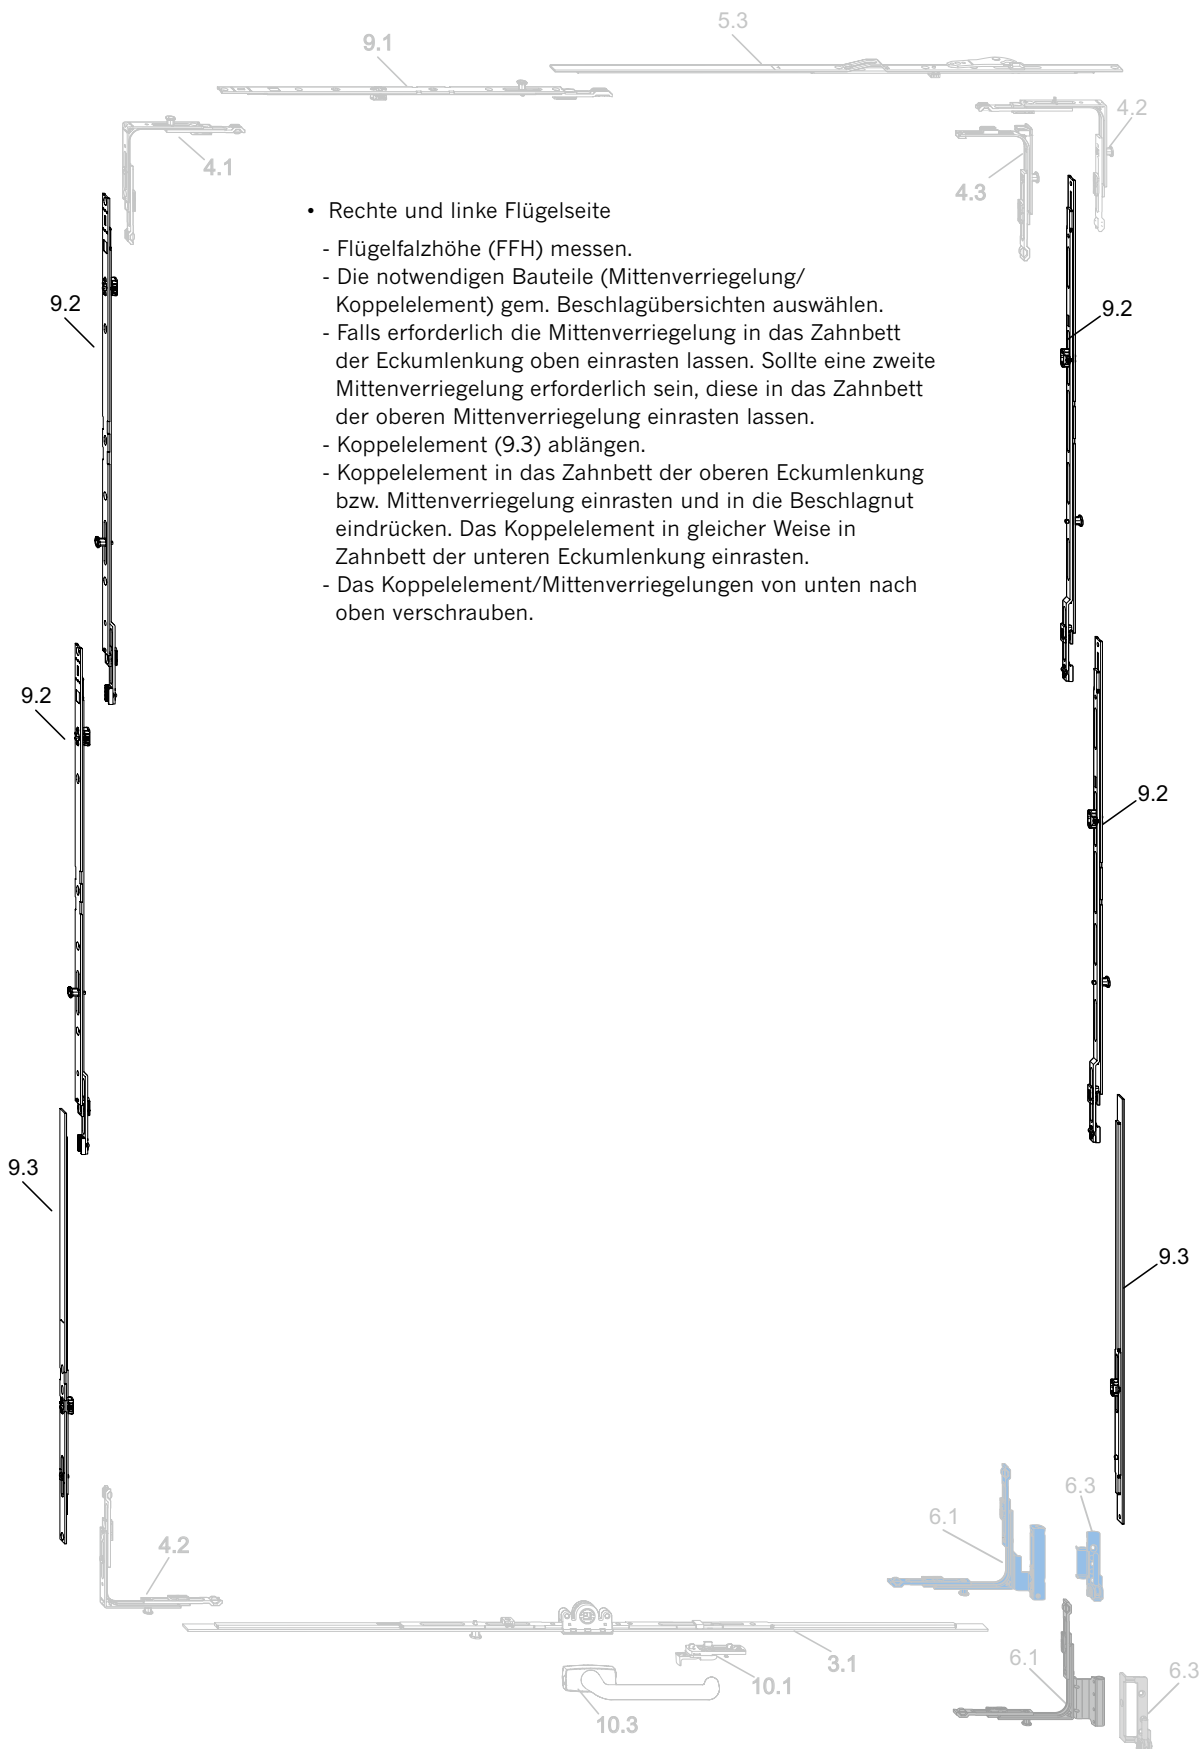 5.3
9.1
4.2
4.1
4.3
• Rechte und linke Flügelseite
- Flügelfalzhöhe (FFH) messen.
- Die notwendigen Bauteile (Mittenverriegelung/
Koppelelement) gem. Beschlagübersichten auswählen.
- Falls erforderlich die Mittenverriegelung in das Zahnbett
der Eckumlenkung oben einrasten lassen. Sollte eine zweite
Mittenverriegelung erforderlich sein, diese in das Zahnbett
der oberen Mittenverriegelung einrasten lassen.
- Koppelelement (9.3) ablängen.
- Koppelelement in das Zahnbett der oberen Eckumlenkung
bzw. Mittenverriegelung einrasten und in die Beschlagnut
eindrücken. Das Koppelelement in gleicher Weise in
Zahnbett der unteren Eckumlenkung einrasten.
- Das Koppelelement/Mittenverriegelungen von unten nach
oben verschrauben.
9.2
9.2
9.2
9.2
9.3
9.3
6.3
6.1
4.2
3.1
6.1
6.3
10.1
10.3